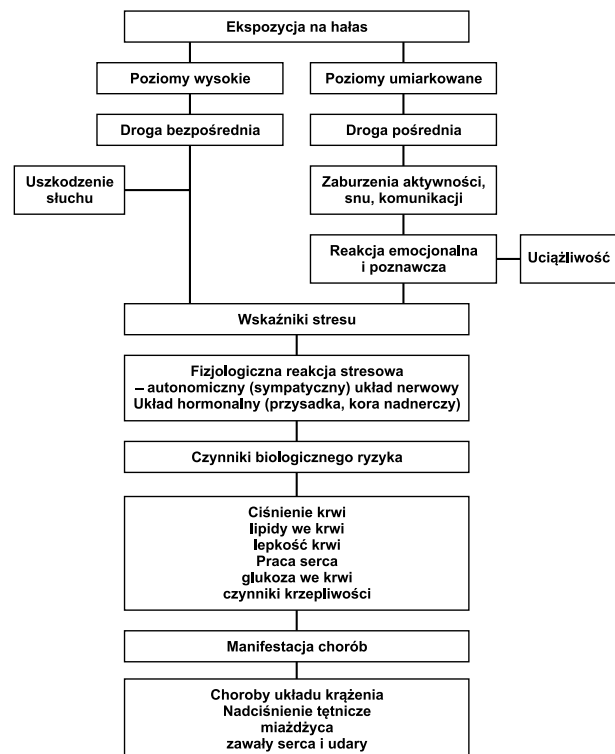 Ekspozycja na hałas
Poziomy wysokie
Poziomy umiarkowane
Droga bezpośrednia
Droga pośrednia
Uszkodzenie
słuchu
Zaburzenia aktywności,
snu, komunikacji
Reakcja emocjonalna
i poznawcza
Uciążliwość
Wskaźniki stresu
Fizjologiczna reakcja stresowa
– autonomiczny (sympatyczny) układ nerwowy
Układ hormonalny (przysadka, kora nadnerczy)
Czynniki biologicznego ryzyka
Ciśnienie krwi
lipidy we krwi
lepkość krwi
Praca serca
glukoza we krwi
czynniki krzepliwości
Manifestacja chorób
Choroby układu krążenia
Nadciśnienie tętnicze
miażdżyca
zawały serca i udary